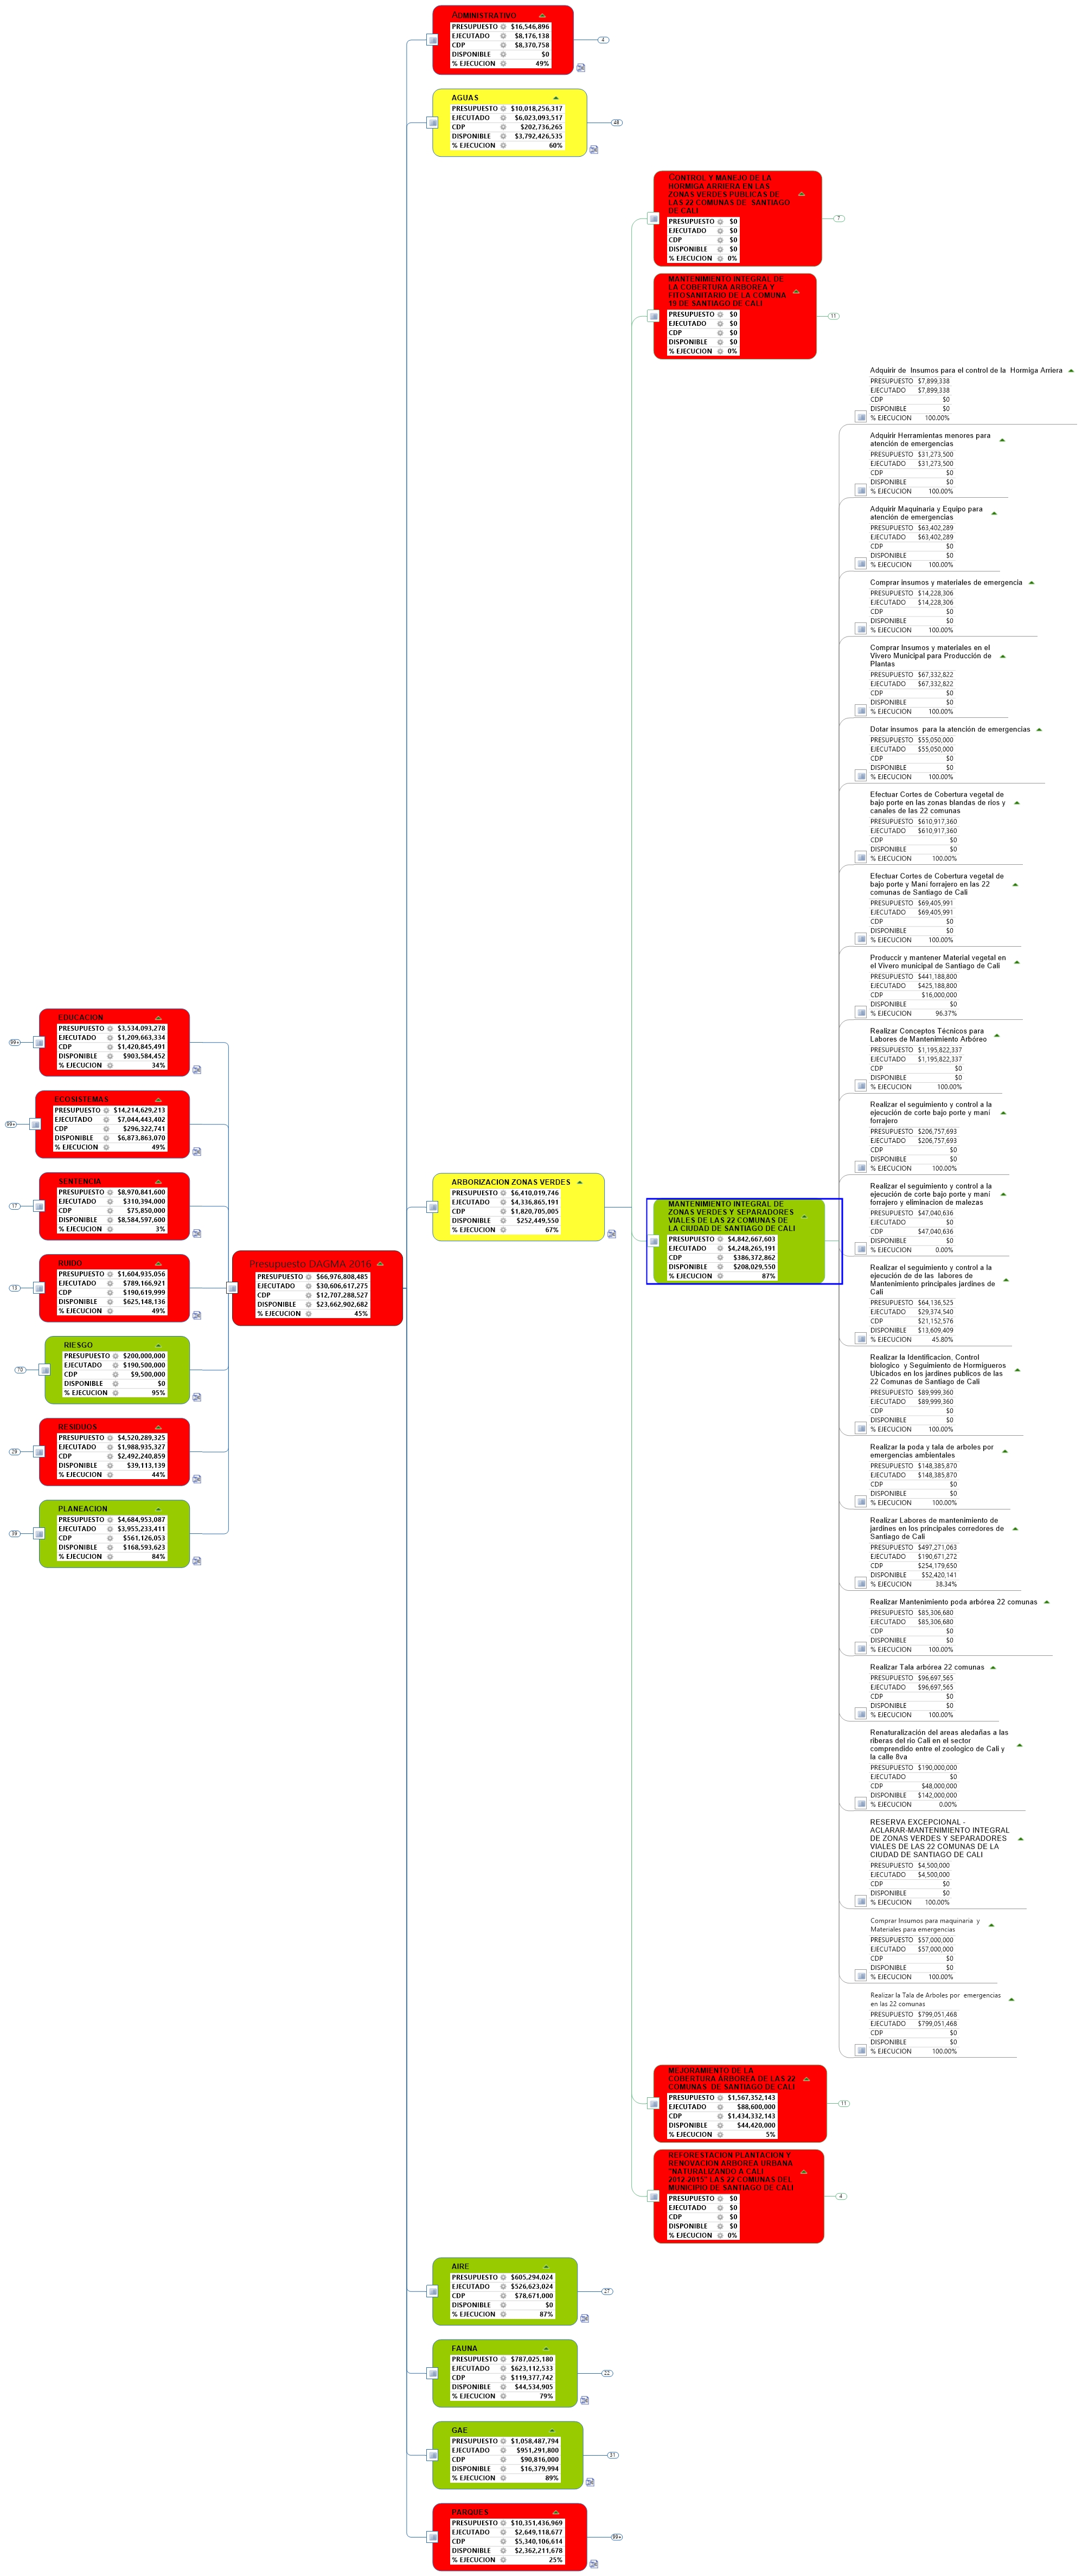 ADMINISTRATIVO
PRESUPUESTO $16,546,896
EJECUTADO $8,176,138
CDP $8,370,758
DISPONIBLE $0
% EJECUCION 49%
4
AGUAS
PRESUPUESTO $10,018,256,317
EJECUTADO $6,023,093,517
CDP $202,736,265
DISPONIBLE $3,792,426,535
% EJECUCION 60%
48
CONTROL Y MANEJO DE LA
HORMIGA ARRIERA EN LAS
ZONAS VERDES PUBLICAS DE
LAS 22 COMUNAS DE SANTIAGO
DE CALI
PRESUPUESTO $0
EJECUTADO $0
CDP $0
DISPONIBLE $0
% EJECUCION 0%
7
MANTENIMIENTO INTEGRAL DE
LA COBERTURA ARBOREA Y
FITOSANITARIO DE LA COMUNA
19 DE SANTIAGO DE CALI
PRESUPUESTO $0
EJECUTADO $0
CDP $0
DISPONIBLE $0
% EJECUCION 0%
11
Adquirir de Insumos para el control de la Hormiga Arriera
PRESUPUESTO $7,899,338
EJECUTADO $7,899,338
CDP $0
DISPONIBLE $0
% EJECUCION 100.00%
Adquirir Herramientas menores para
atención de emergencias
PRESUPUESTO $31,273,500
EJECUTADO $31,273,500
CDP $0
DISPONIBLE $0
% EJECUCION 100.00%
Adquirir Maquinaria y Equipo para
atención de emergencias
PRESUPUESTO $63,402,289
EJECUTADO $63,402,289
CDP $0
DISPONIBLE $0
% EJECUCION 100.00%
Comprar insumos y materiales de emergencia
PRESUPUESTO $14,228,306
EJECUTADO $14,228,306
CDP $0
DISPONIBLE $0
% EJECUCION 100.00%
Comprar Insumos y materiales en el
Vivero Municipal para Producción de
Plantas
PRESUPUESTO $67,332,822
EJECUTADO $67,332,822
CDP $0
DISPONIBLE $0
% EJECUCION 100.00%
Dotar insumos para la atención de emergencias
PRESUPUESTO $55,050,000
EJECUTADO $55,050,000
CDP $0
DISPONIBLE $0
% EJECUCION 100.00%
Efectuar Cortes de Cobertura vegetal de
bajo porte en las zonas blandas de rios y
canales de las 22 comunas
PRESUPUESTO $610,917,360
EJECUTADO $610,917,360
CDP $0
DISPONIBLE $0
% EJECUCION 100.00%
Efectuar Cortes de Cobertura vegetal de
bajo porte y Maní forrajero en las 22
comunas de Santiago de Cali
PRESUPUESTO $69,405,991
EJECUTADO $69,405,991
CDP $0
DISPONIBLE $0
% EJECUCION 100.00%
Produccir y mantener Material vegetal en
el Vivero municipal de Santiago de Cali
PRESUPUESTO $441,188,800
EJECUTADO $425,188,800
CDP $16,000,000
DISPONIBLE $0
% EJECUCION 96.37%
Realizar Conceptos Técnicos para
Labores de Mantenimiento Arbóreo
PRESUPUESTO $1,195,822,337
EJECUTADO $1,195,822,337
CDP $0
DISPONIBLE $0
% EJECUCION 100.00%
Realizar el seguimiento y control a la
ejecución de corte bajo porte y maní
forrajero
PRESUPUESTO $206,757,693
EJECUTADO $206,757,693
CDP $0
DISPONIBLE $0
% EJECUCION 100.00%
Realizar el seguimiento y control a la
ejecución de corte bajo porte y maní
forrajero y eliminacion de malezas
PRESUPUESTO $47,040,636
EJECUTADO $0
CDP $47,040,636
DISPONIBLE $0
% EJECUCION 0.00%
Realizar el seguimiento y control a la
ejecución de de las labores de
Mantenimiento principales jardines de
Cali
PRESUPUESTO $64,136,525
EJECUTADO $29,374,540
CDP $21,152,576
DISPONIBLE $13,609,409
% EJECUCION 45.80%
Realizar la Identificacion, Control
biologico y Seguimiento de Hormigueros
Ubicados en los jardines publicos de las
22 Comunas de Santiago de Cali
PRESUPUESTO $89,999,360
EJECUTADO $89,999,360
CDP $0
DISPONIBLE $0
% EJECUCION 100.00%
Realizar la poda y tala de arboles por
emergencias ambientales
PRESUPUESTO $148,385,870
EJECUTADO $148,385,870
CDP $0
DISPONIBLE $0
% EJECUCION 100.00%
Realizar Labores de mantenimiento de
jardines en los principales corredores de
Santiago de Cali
PRESUPUESTO $497,271,063
EJECUTADO $190,671,272
CDP $254,179,650
DISPONIBLE $52,420,141
% EJECUCION 38.34%
Realizar Mantenimiento poda arbórea 22 comunas
PRESUPUESTO $85,306,680
EJECUTADO $85,306,680
CDP $0
DISPONIBLE $0
% EJECUCION 100.00%
Realizar Tala arbórea 22 comunas
PRESUPUESTO $96,697,565
EJECUTADO $96,697,565
CDP $0
DISPONIBLE $0
% EJECUCION 100.00%
Renaturalización del areas aledañas a las
riberas del rio Cali en el sector
comprendido entre el zoologico de Cali y
la calle 8va
PRESUPUESTO $190,000,000
EJECUTADO $0
CDP $48,000,000
DISPONIBLE $142,000,000
% EJECUCION 0.00%
RESERVA EXCEPCIONAL -
ACLARAR-MANTENIMIENTO INTEGRAL
DE ZONAS VERDES Y SEPARADORES
VIALES DE LAS 22 COMUNAS DE LA
CIUDAD DE SANTIAGO DE CALI
PRESUPUESTO $4,500,000
EJECUTADO $4,500,000
CDP $0
DISPONIBLE $0
% EJECUCION 100.00%
Comprar Insumos para maquinaria y
Materiales para emergencias
PRESUPUESTO $57,000,000
EJECUTADO $57,000,000
CDP $0
DISPONIBLE $0
% EJECUCION 100.00%
Realizar la Tala de Arboles por emergencias
en las 22 comunas
PRESUPUESTO $799,051,468
EJECUTADO $799,051,468
CDP $0
DISPONIBLE $0
% EJECUCION 100.00%
EDUCACION
PRESUPUESTO $3,534,093,278
EJECUTADO $1,209,663,334
CDP $1,420,845,491
DISPONIBLE $903,584,452
% EJECUCION 34%
99+
ECOSISTEMAS
PRESUPUESTO $14,214,629,213
EJECUTADO $7,044,443,402
CDP $296,322,741
DISPONIBLE $6,873,863,070
% EJECUCION 49%
99+
SENTENCIA
PRESUPUESTO $8,970,841,600
EJECUTADO $310,394,000
CDP $75,850,000
DISPONIBLE $8,584,597,600
% EJECUCION 3%
17
RUIDO
PRESUPUESTO $1,604,935,056
EJECUTADO $789,166,921
CDP $190,619,999
DISPONIBLE $625,148,136
% EJECUCION 49%
13
RIESGO
PRESUPUESTO $200,000,000
EJECUTADO $190,500,000
CDP $9,500,000
DISPONIBLE $0
% EJECUCION 95%
70
RESIDUOS
PRESUPUESTO $4,520,289,325
EJECUTADO $1,988,935,327
CDP $2,492,240,859
DISPONIBLE $39,113,139
% EJECUCION 44%
29
PLANEACION
PRESUPUESTO $4,684,953,087
EJECUTADO $3,955,233,411
CDP $561,126,053
DISPONIBLE $168,593,623
% EJECUCION 84%
39
Presupuesto DAGMA 2016
PRESUPUESTO $66,976,808,485
EJECUTADO $30,606,617,275
CDP $12,707,288,527
DISPONIBLE $23,662,902,682
% EJECUCION 45%
ARBORIZACION ZONAS VERDES
PRESUPUESTO $6,410,019,746
EJECUTADO $4,336,865,191
CDP $1,820,705,005
DISPONIBLE $252,449,550
% EJECUCION 67%
MANTENIMIENTO INTEGRAL DE
ZONAS VERDES Y SEPARADORES
VIALES DE LAS 22 COMUNAS DE
LA CIUDAD DE SANTIAGO DE CALI
PRESUPUESTO $4,842,667,603
EJECUTADO $4,248,265,191
CDP $386,372,862
DISPONIBLE $208,029,550
% EJECUCION 87%
MEJORAMIENTO DE LA
COBERTURA ARBOREA DE LAS 22
COMUNAS DE SANTIAGO DE CALI
PRESUPUESTO $1,567,352,143
EJECUTADO $88,600,000
CDP $1,434,332,143
DISPONIBLE $44,420,000
% EJECUCION 5%
11
REFORESTACION PLANTACION Y
RENOVACION ARBOREA URBANA
"NATURALIZANDO A CALI
2012-2015" LAS 22 COMUNAS DEL
MUNICIPIO DE SANTIAGO DE CALI
PRESUPUESTO $0
EJECUTADO $0
CDP $0
DISPONIBLE $0
% EJECUCION 0%
4
AIRE
PRESUPUESTO $605,294,024
EJECUTADO $526,623,024
CDP $78,671,000
DISPONIBLE $0
% EJECUCION 87%
27
FAUNA
PRESUPUESTO $787,025,180
EJECUTADO $623,112,533
CDP $119,377,742
DISPONIBLE $44,534,905
% EJECUCION 79%
22
GAE
PRESUPUESTO $1,058,487,794
EJECUTADO $951,291,800
CDP $90,816,000
DISPONIBLE $16,379,994
% EJECUCION 89%
31
PARQUES
PRESUPUESTO $10,351,436,969
EJECUTADO $2,649,118,677
CDP $5,340,106,614
DISPONIBLE $2,362,211,678
% EJECUCION 25%
99+